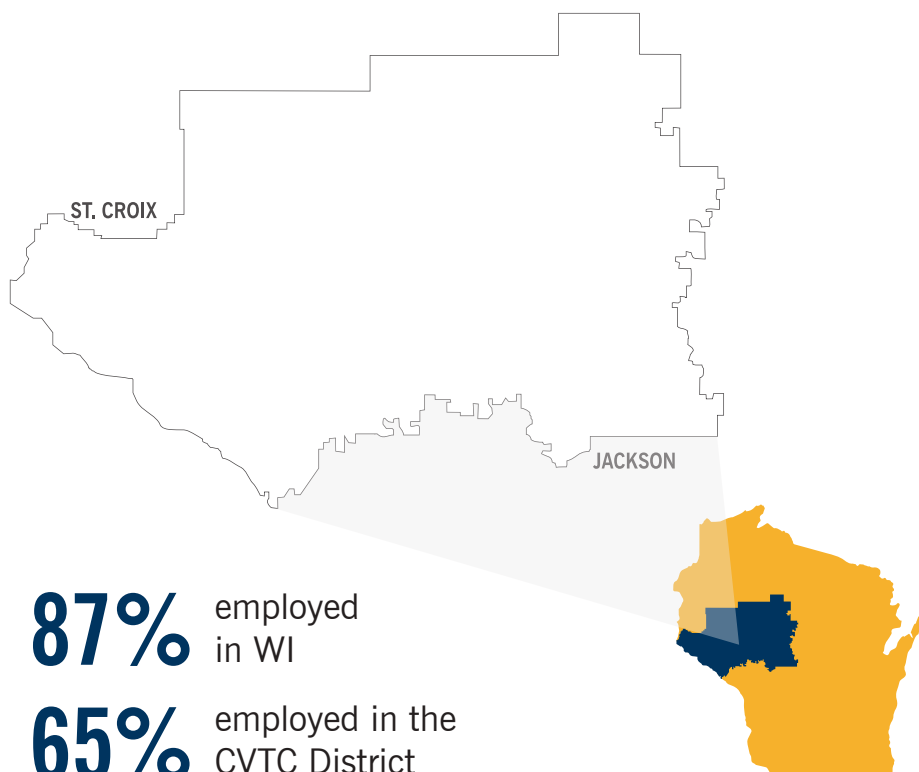 ST. CROIX
JACKSON
87% employed
in WI
65% employed in the
CVTC District